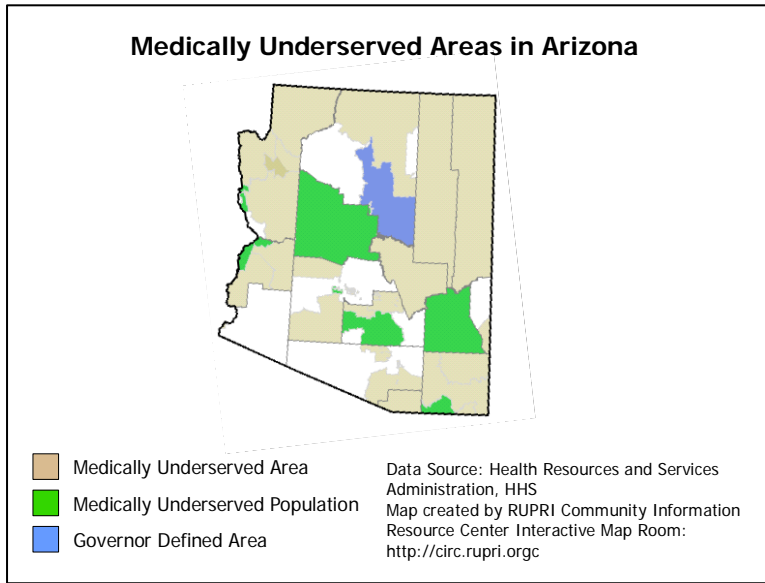 Medically Underserved Areas in Arizona
Medically Underserved Area
Medically Underserved Population
Governor Defined Area
Data Source: Health Resources and Services
Administration, HHS
Map created by RUPRI Community Information
Resource Center Interactive Map Room:
http://circ.rupri.orgc